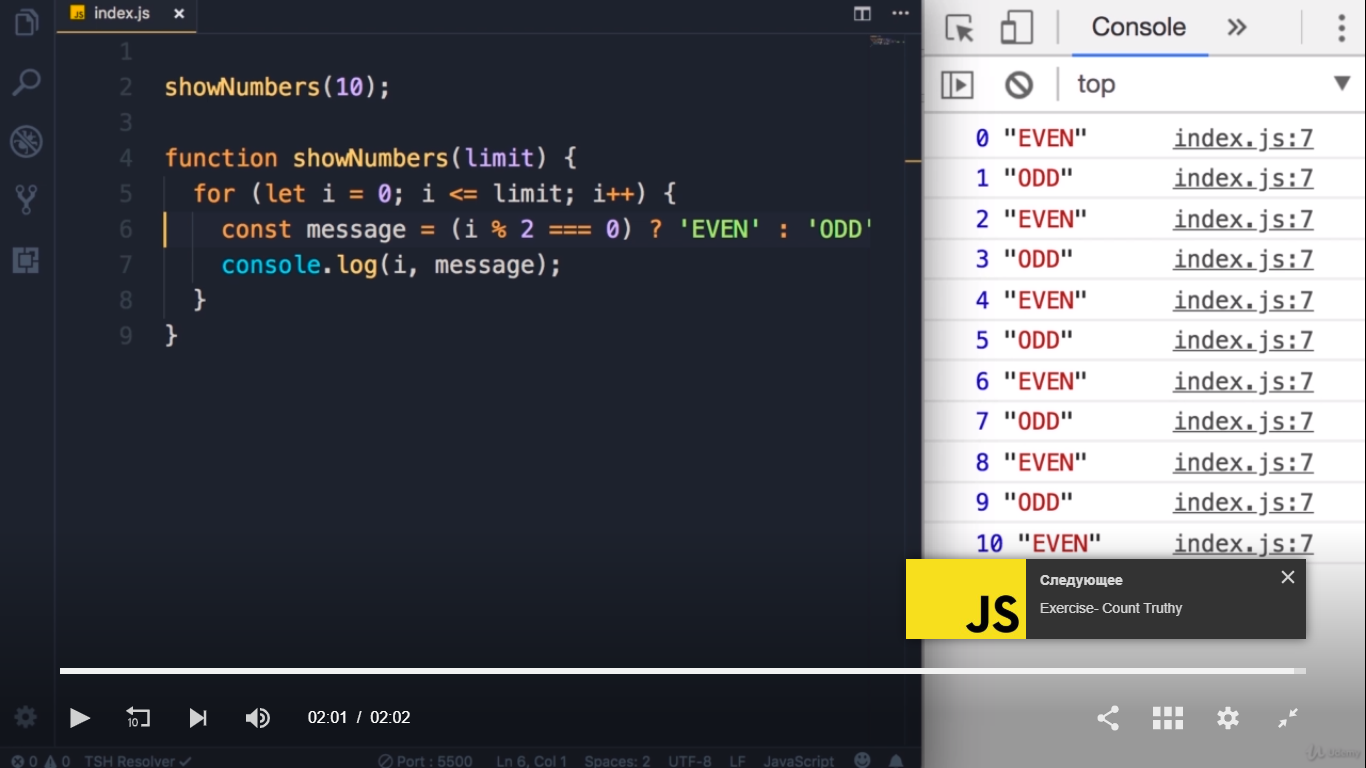 index.js
1
2 showNumbers(10);
3
4 function showNumbers(limit) {
5 for (let i = 0; i <= limit; i++) {
6 const message = (i % 2 === 0) ? 'EVEN' : 'ODD'
7 console.log(i, message);
8 }
9 }
Console
top
0 "EVEN" index.js:7
1 "ODD" index.js:7
2 "EVEN" index.js:7
3 "ODD" index.js:7
4 "EVEN" index.js:7
5 "ODD" index.js:7
6 "EVEN" index.js:7
7 "ODD" index.js:7
8 "EVEN" index.js:7
9 "ODD" index.js:7
10 "EVEN" index.js:7
JS
Следующее
Exercise- Count Truthy
10
02:01 / 02:02
0 0 TSH Resolver Port : 5500 Ln 6, Col 1 Spaces: 2 UTF-8 LF JavaScript
Udemy